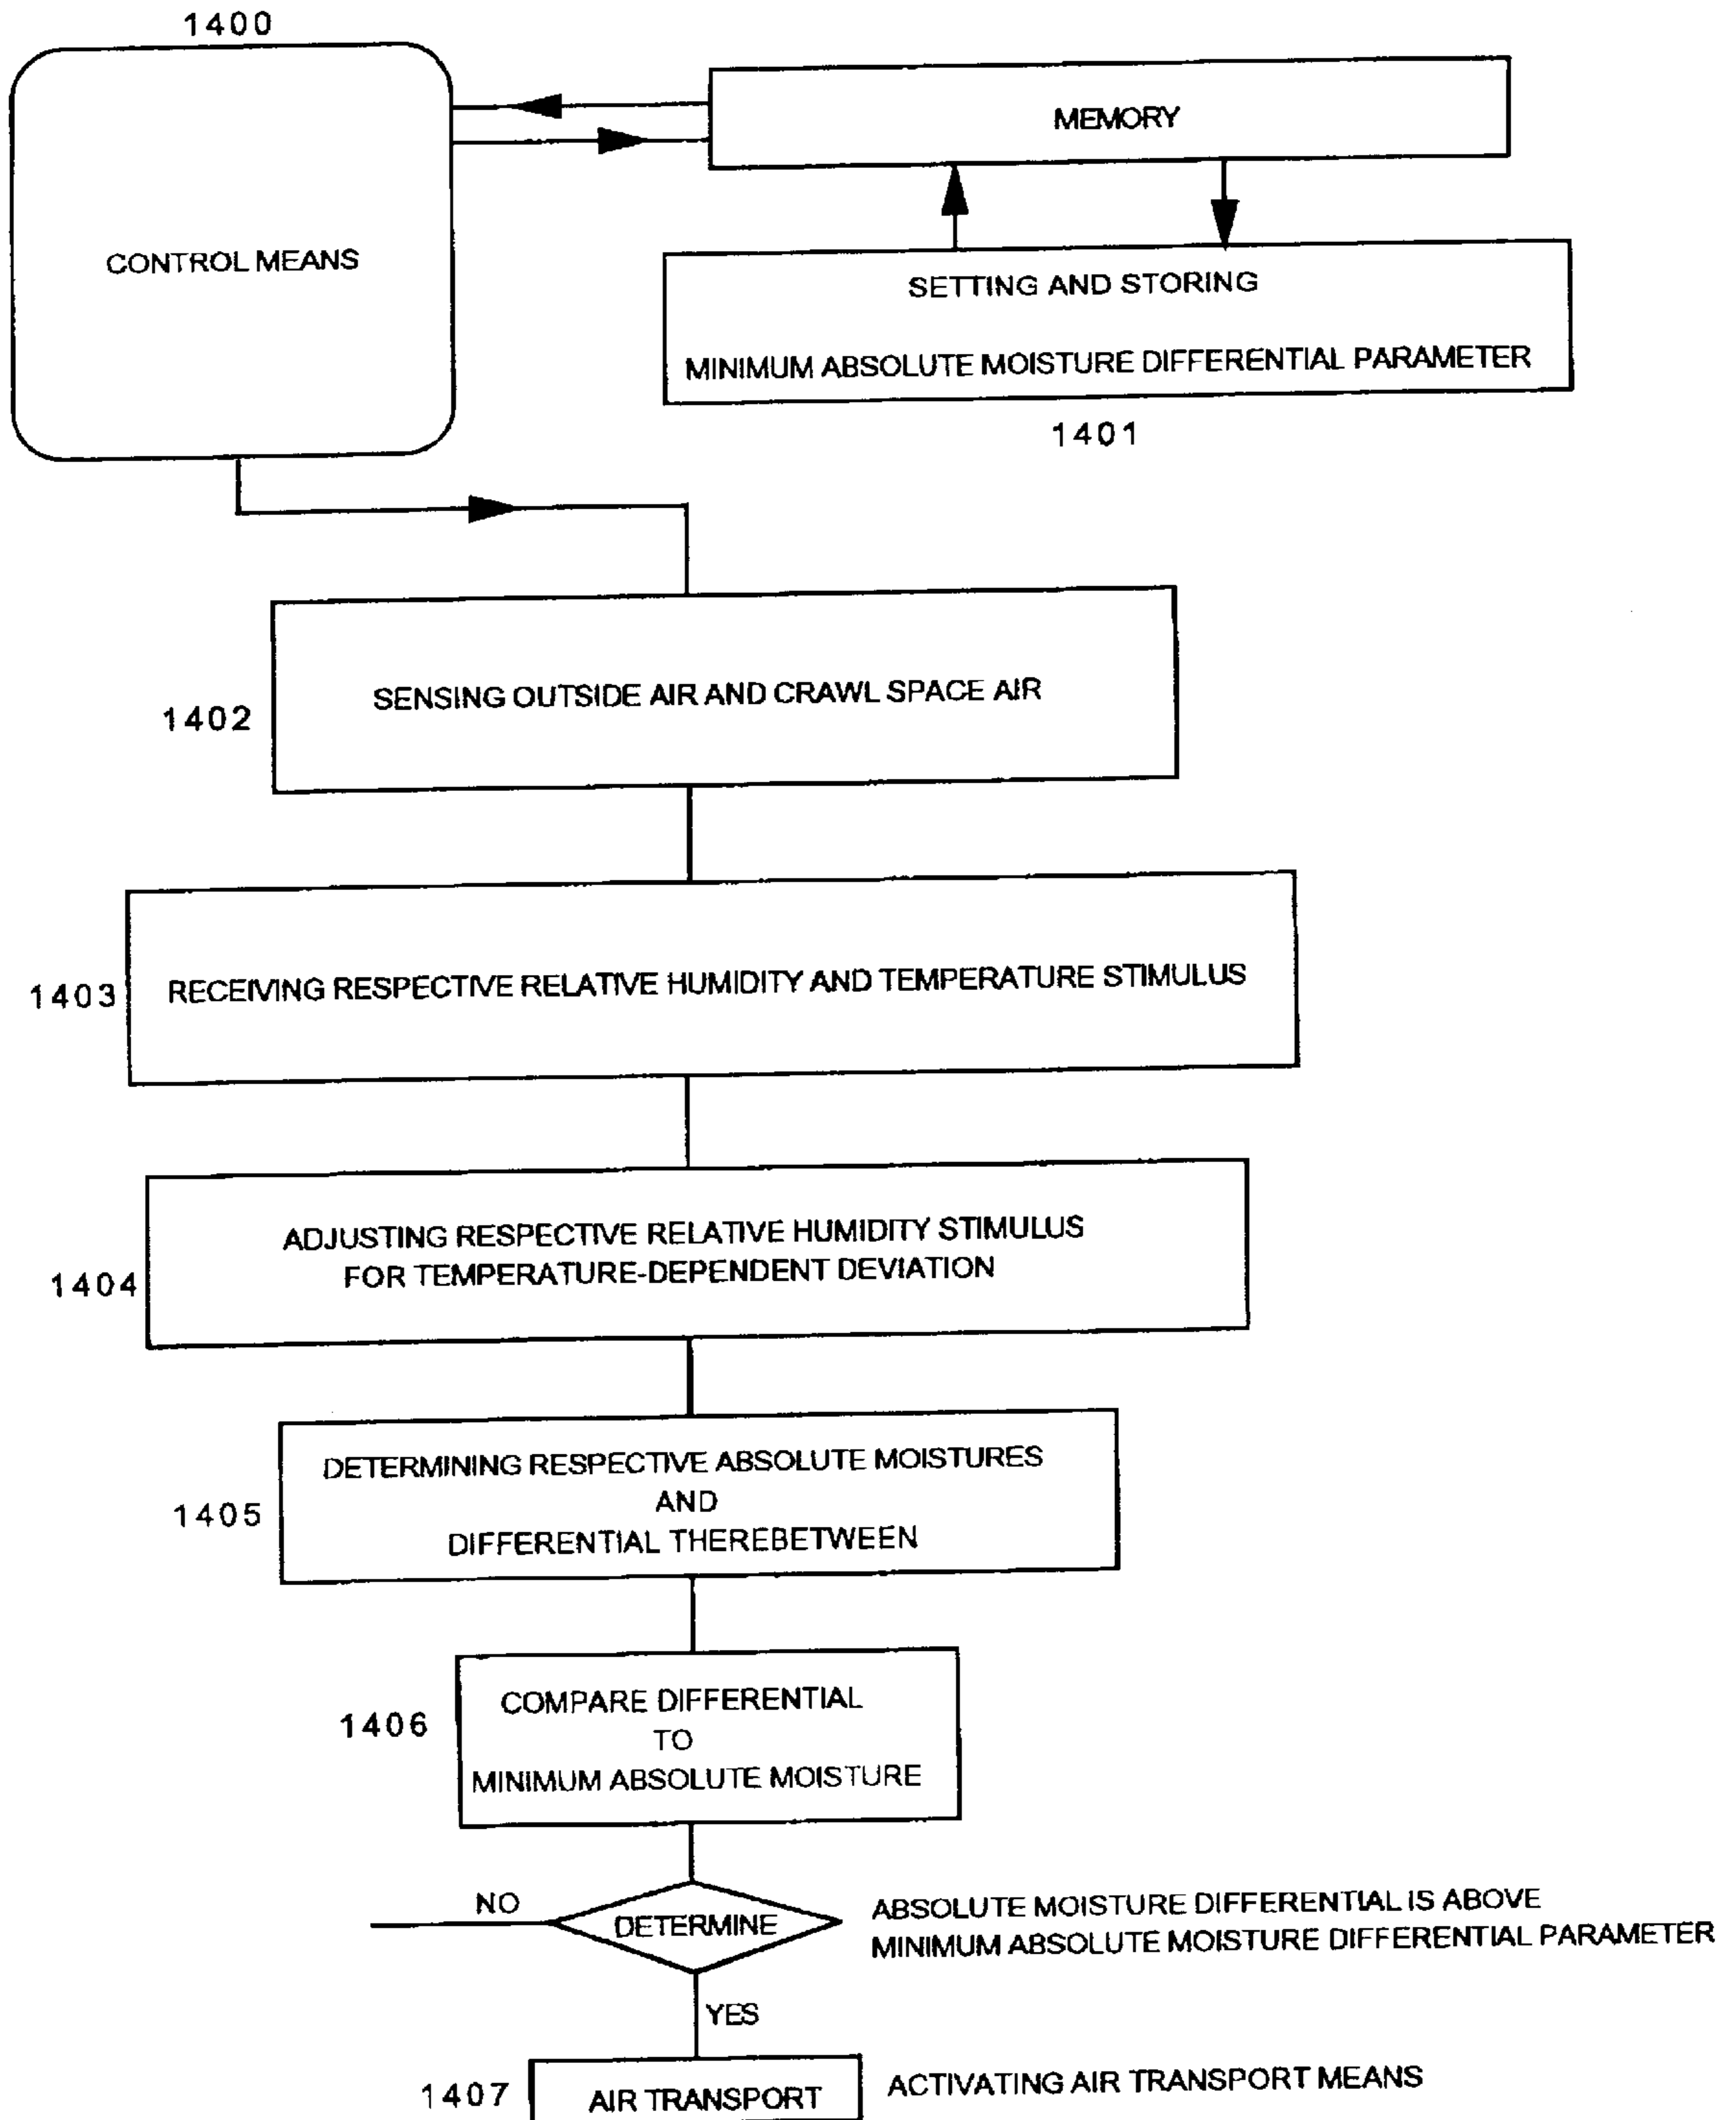 1400
MEMORY
CONTROL MEANS
SETTING AND STORING
MINIMUM ABSOLUTE MOISTURE DIFFERENTIAL PARAMETER
1401
SENSING OUTSIDE AIR AND CRAWL SPACE AIR
1402
RECEIVING RESPECTIVE RELATIVE HUMIDITY AND TEMPERATURE STIMULUS
1403
ADJUSTING RESPECTIVE RELATIVE HUMIDITY STIMULUS
FOR TEMPERATURE-DEPENDENT DEVIATION
1404
DETERMINING RESPECTIVE ABSOLUTE MOISTURES
AND
DIFFERENTIAL THEREBETWEEN
1405
COMPARE DIFFERENTIAL
TO
MINIMUM ABSOLUTE MOISTURE
1406
NO
DETERMINE
ABSOLUTE MOISTURE DIFFERENTIAL IS ABOVE
MINIMUM ABSOLUTE MOISTURE DIFFERENTIAL PARAMETER
YES
1407
AIR TRANSPORT
ACTIVATING AIR TRANSPORT MEANS